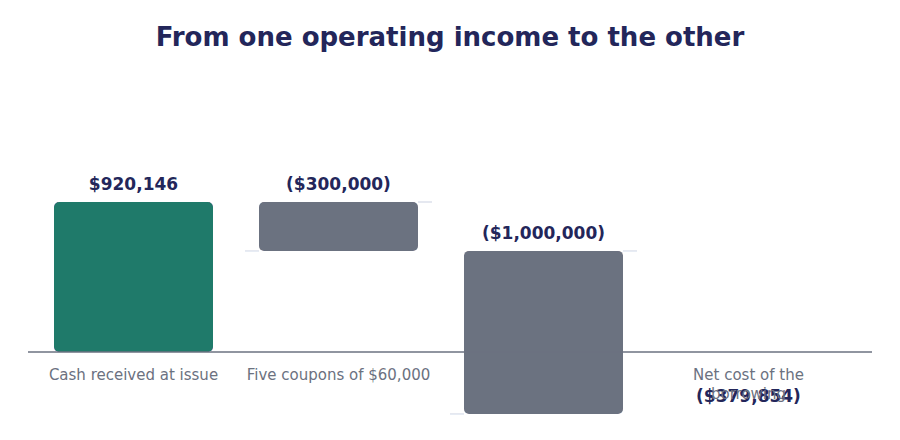 From one operating income to the other
$920,146
($300,000)
($1,000,000)
Cash received at issue
Five coupons of $60,000
Net cost of the
borrowing
($379,854)